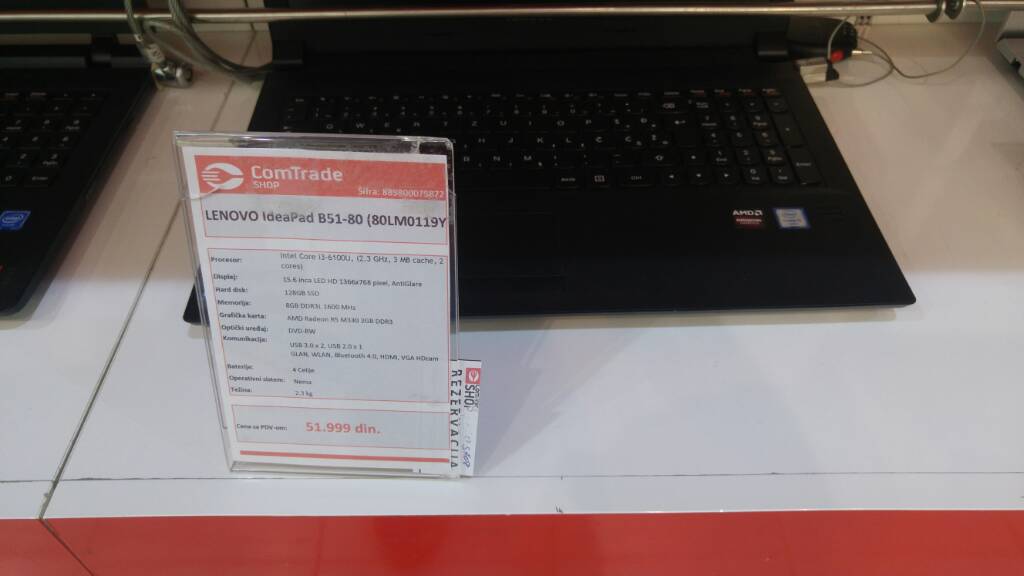 ComTrade
SHOP
Šifra: 889800075872
LENOVO IdeaPad B51-80 (80LM0119Y
Procesor: Intel Core i3-6100U, (2.3 GHz, 3 MB cache, 2 cores)
Displej: 15.6 inca LED HD 1366x768 pixel, AntiGlare
Hard disk: 128GB SSD
Memorija: 8GB DDR3L 1600 MHz
Grafička karta: AMD Radeon R5 M330 2GB DDR3
Optički uređaj: DVD-RW
Komunikacija: USB 3.0 x 2, USB 2.0 x 1
GLAN, WLAN, Bluetooth 4.0, HDMI, VGA HDcam
Baterija: 4 Ćelije
Operativni sistem: Nema
Težina: 2.3 kg
Cena sa PDV-om: 51.999 din.
REZERVACIJA
SHOP
AMD